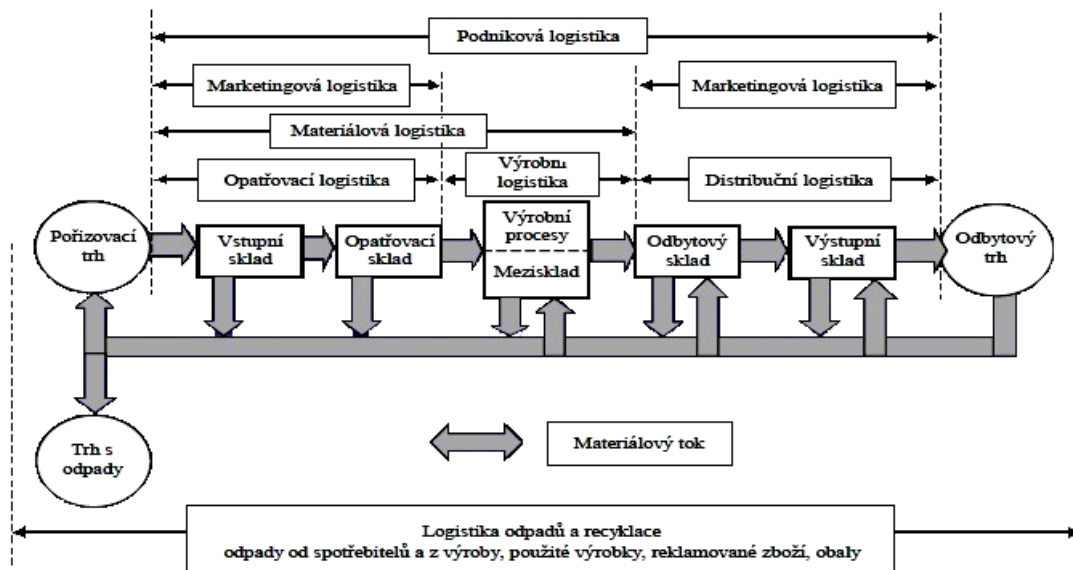 Podniková logistika
Marketingová logistika
Marketingová logistika
Materiálová logistika
Opatřovací logistika
Výrobní
logistika
Distribuční logistika
Pořizovací
trh
Vstupní
sklad
Opatřovací
sklad
Výrobní
procesy
Mezisklad
Odbytový
sklad
Výstupní
sklad
Odbytový
trh
Trh s
odpady
Materiálový tok
Logistika odpadů a recyklace
odpady od spotřebitelů a z výroby, použité výrobky, reklamované zboží, obaly